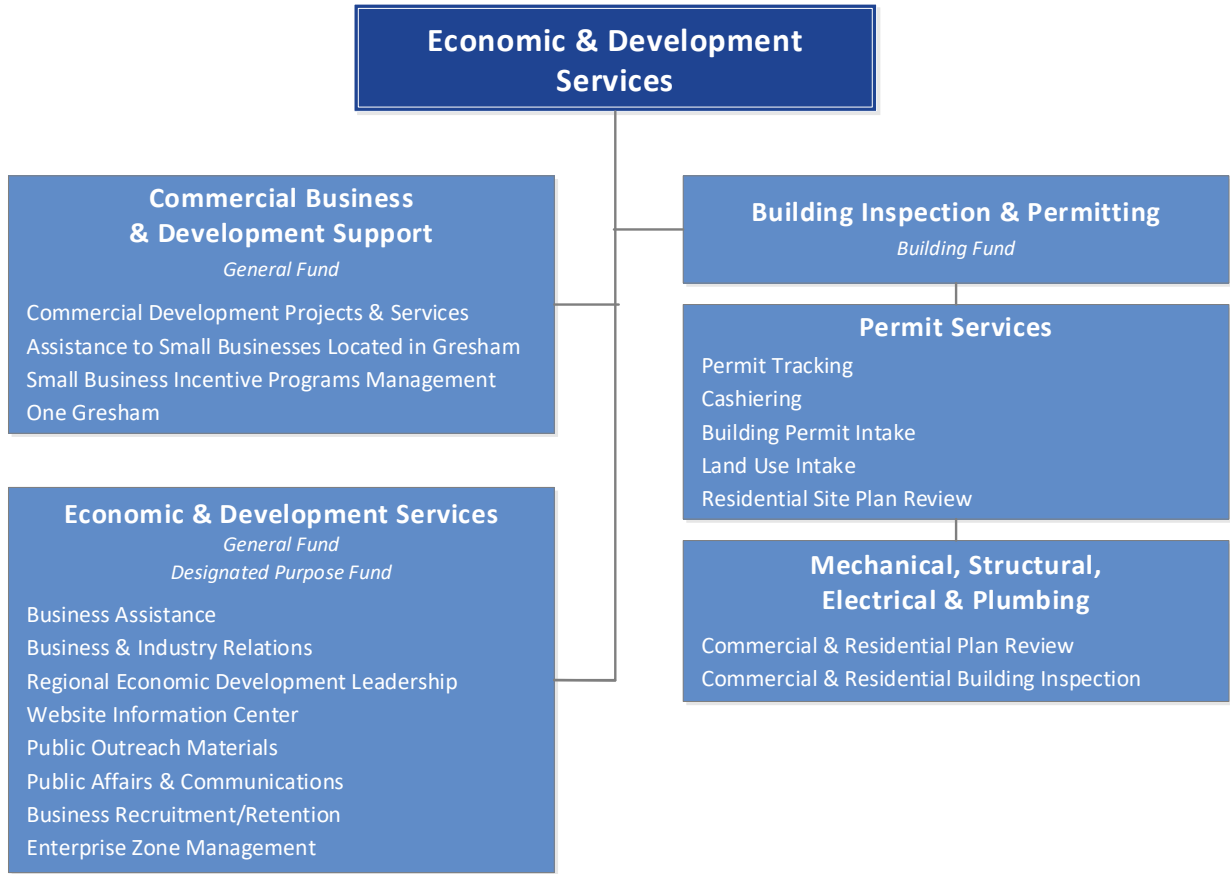 Economic & Development
Services
Commercial Business
& Development Support
General Fund
Commercial Development Projects & Services
Assistance to Small Businesses Located in Gresham
Small Business Incentive Programs Management
One Gresham
Economic & Development Services
General Fund
Designated Purpose Fund
Business Assistance
Business & Industry Relations
Regional Economic Development Leadership
Website Information Center
Public Outreach Materials
Public Affairs & Communications
Business Recruitment/Retention
Enterprise Zone Management
Building Inspection & Permitting
Building Fund
Permit Services
Permit Tracking
Cashiering
Building Permit Intake
Land Use Intake
Residential Site Plan Review
Mechanical, Structural,
Electrical & Plumbing
Commercial & Residential Plan Review
Commercial & Residential Building Inspection